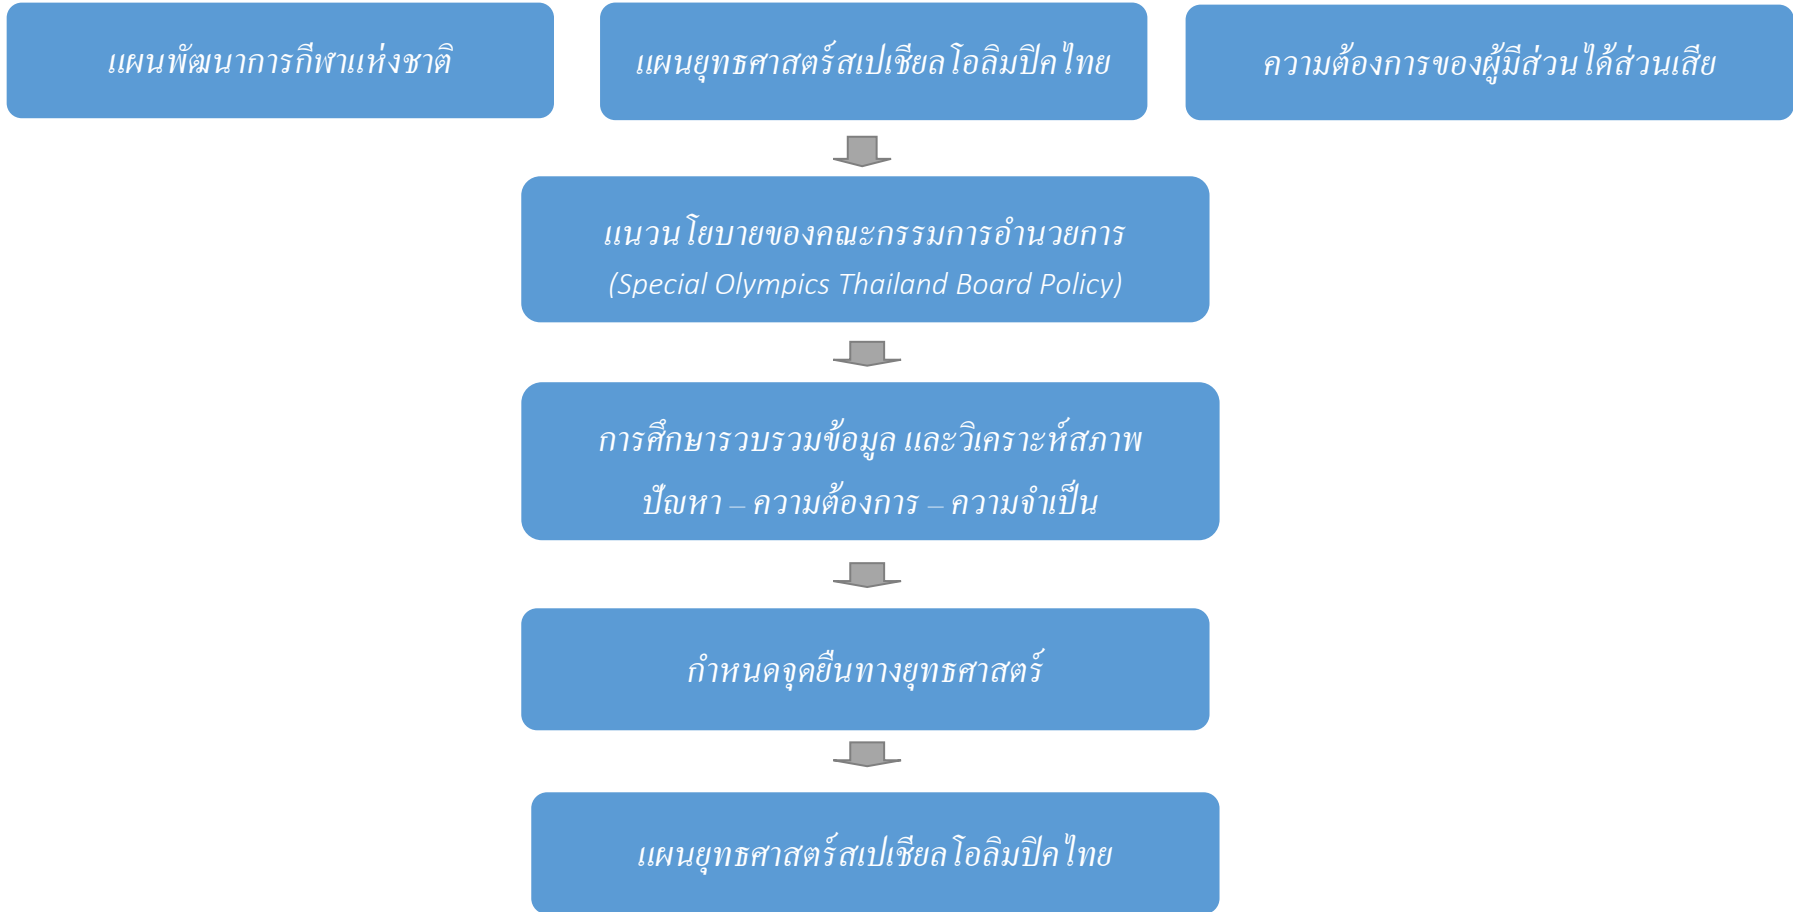 แผนพัฒนาการกีฬาแห่งชาติ
แผนยุทธศาสตร์สเปเชียลโอลิมปิคไทย
ความต้องการของผู้มีส่วนได้ส่วนเสีย
แนวนโยบายของคณะกรรมการอำนวยการ
(Special Olympics Thailand Board Policy)
การศึกษารวบรวมข้อมูล และวิเคราะห์สภาพ
ปัญหา – ความต้องการ – ความจำเป็น
กำหนดจุดยืนทางยุทธศาสตร์
แผนยุทธศาสตร์สเปเชียลโอลิมปิคไทย